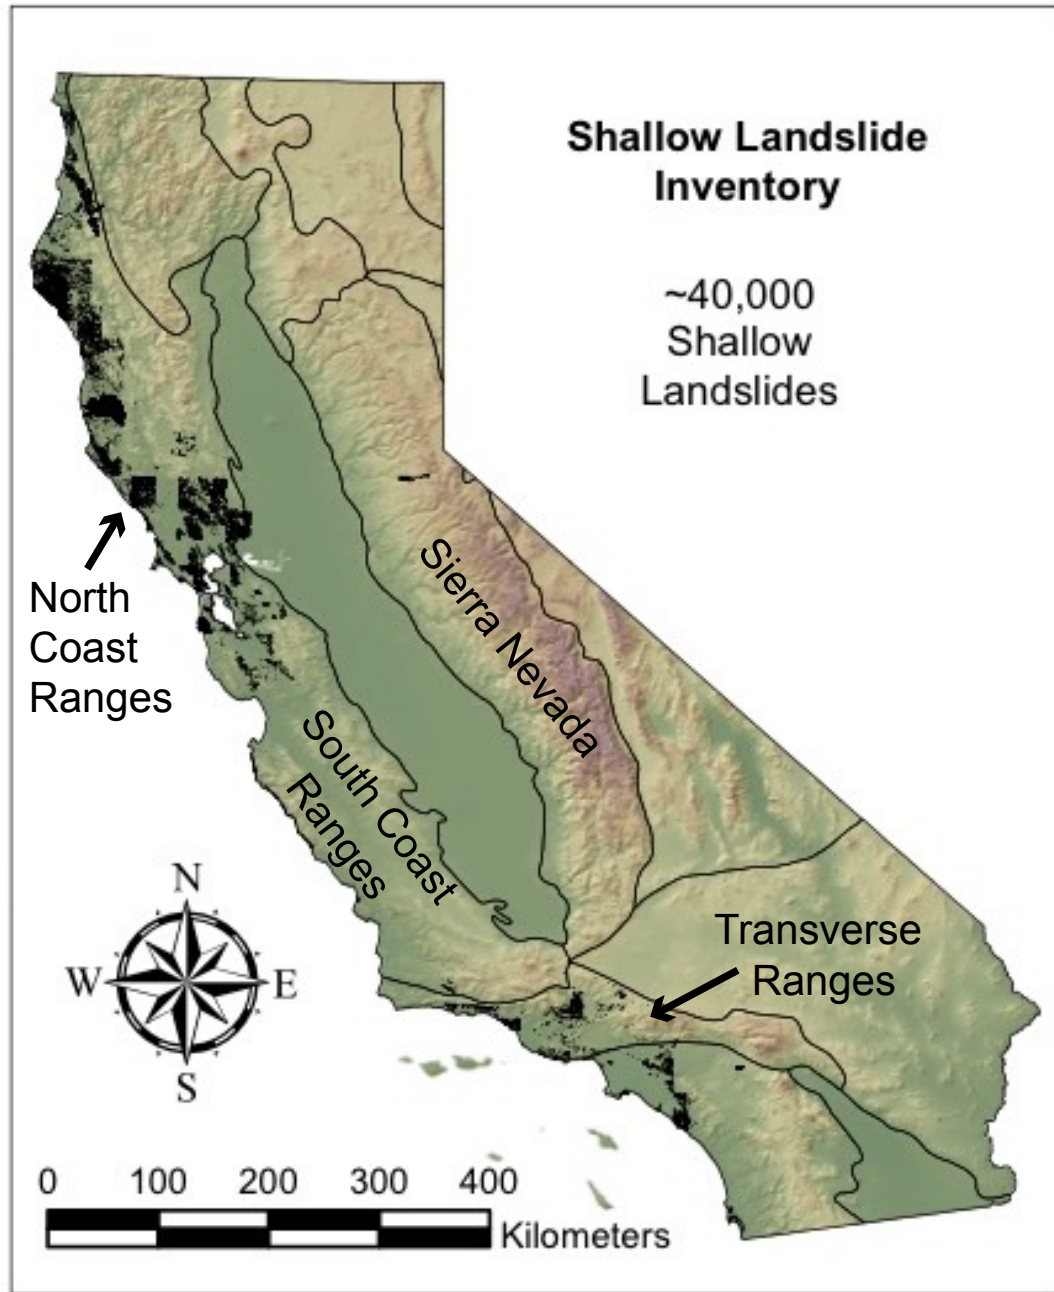 Shallow Landslide
Inventory
~40,000
Shallow
Landslides
North
Coast
Ranges
Sierra Nevada
South Coast
Ranges
Transverse
Ranges
N
W
E
S
0 100 200 300 400
Kilometers